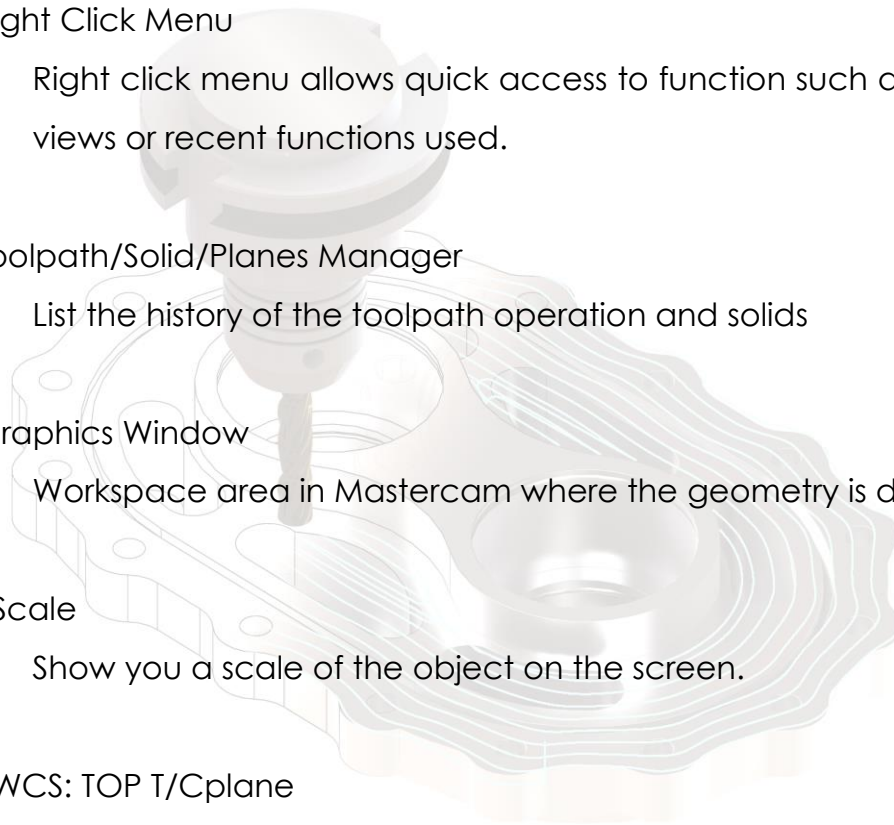 ght Click Menu
Right click menu allows quick access to function such
views or recent functions used.
oolpath/Solid/Planes Manager
List the history of the toolpath operation and solids
raphics Window
Workspace area in Mastercam where the geometry is
Scale
Show you a scale of the object on the screen.
WCS: TOP T/Cplane